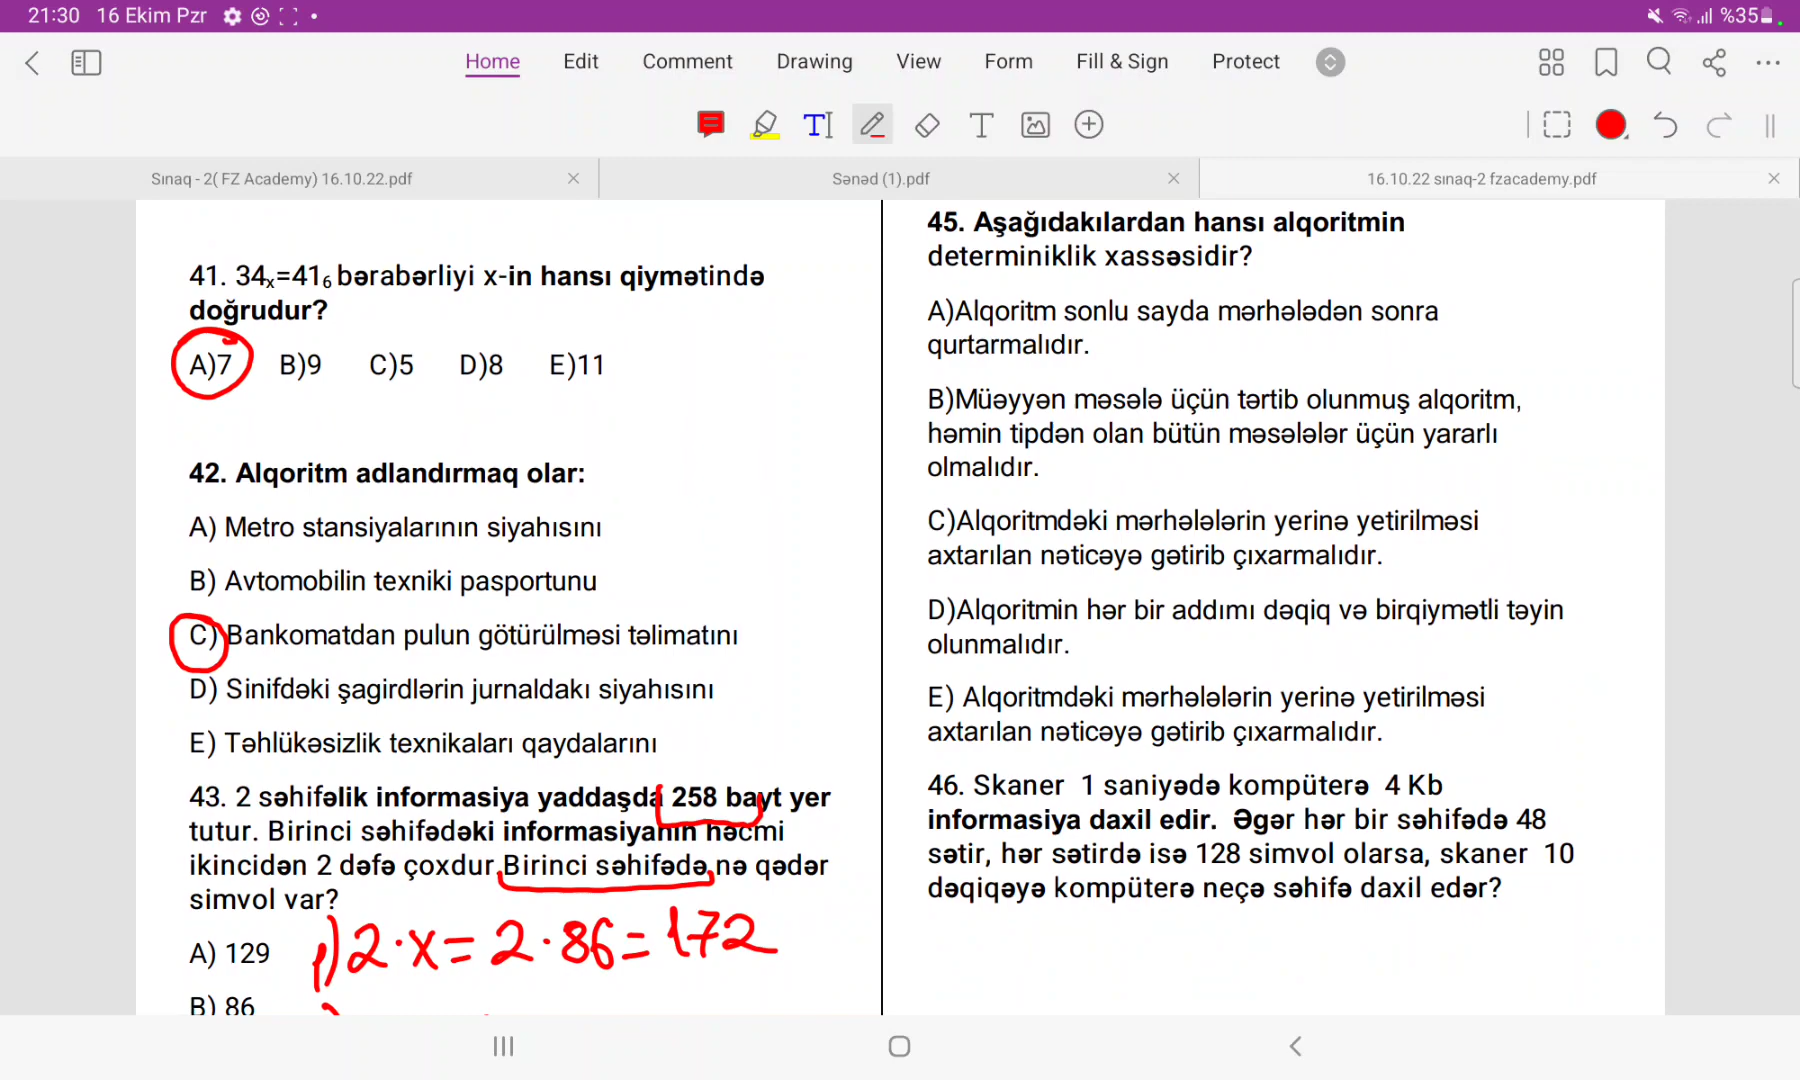 21:30 16 Ekim Pzr
%35
Home Edit Comment Drawing View Form Fill & Sign Protect
Sınaq - 2( FZ Academy) 16.10.22.pdf
Sənəd (1).pdf
16.10.22 sınaq-2 fzacademy.pdf
41. 34x=416 bərabərliyi x-in hansı qiymətində
doğrudur?
A)7 B)9 C)5 D)8 E)11
42. Alqoritm adlandırmaq olar:
A) Metro stansiyalarının siyahısını
B) Avtomobilin texniki pasportunu
C) Bankomatdan pulun götürülməsi təlimatını
D) Sinifdəki şagirdlərin jurnaldakı siyahısını
E) Təhlükəsizlik texnikaları qaydalarını
43. 2 səhifəlik informasiya yaddaşda 258 bayt yer
tutur. Birinci səhifədəki informasiyanın həcmi
ikincidən 2 dəfə çoxdur. Birinci səhifədə nə qədər
simvol var?
1) 2·x = 2·86 = 172
A) 129
B) 86
45. Aşağıdakılardan hansı alqoritmin
determiniklik xassəsidir?
A)Alqoritm sonlu sayda mərhələdən sonra
qurtarmalıdır.
B)Müəyyən məsələ üçün tərtib olunmuş alqoritm,
həmin tipdən olan bütün məsələlər üçün yararlı
olmalıdır.
C)Alqoritmdəki mərhələlərin yerinə yetirilməsi
axtarılan nəticəyə gətirib çıxarmalıdır.
D)Alqoritmin hər bir addımı dəqiq və birqiymətli təyin
olunmalıdır.
E) Alqoritmdəki mərhələlərin yerinə yetirilməsi
axtarılan nəticəyə gətirib çıxarmalıdır.
46. Skaner 1 saniyədə kompüterə 4 Kb
informasiya daxil edir. Əgər hər bir səhifədə 48
sətir, hər sətirdə isə 128 simvol olarsa, skaner 10
dəqiqəyə kompüterə neçə səhifə daxil edər?